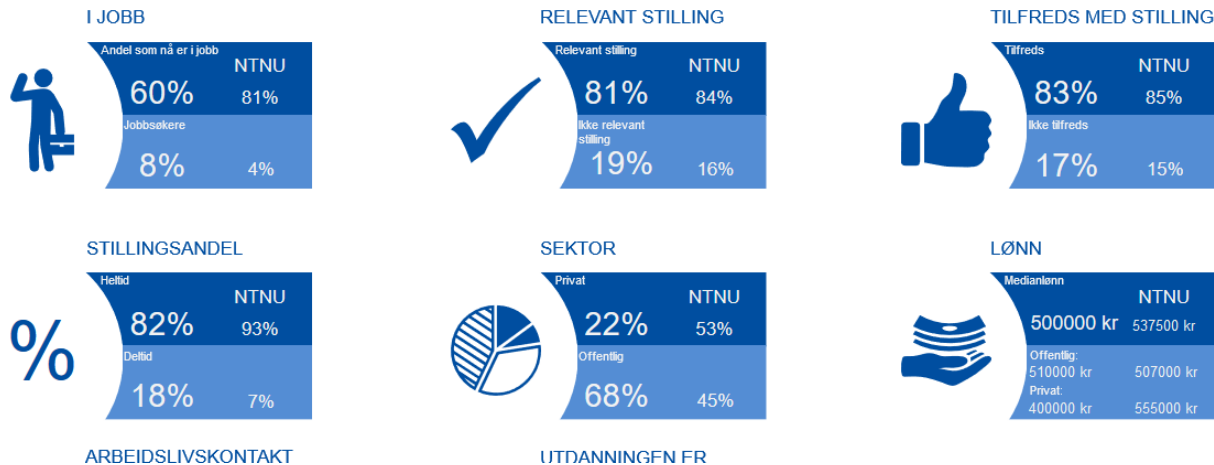 I JOBB
Andel som nå er i jobb
NTNU
60% 81%
Jobbsøkere
8% 4%
RELEVANT STILLING
Relevant stilling
NTNU
81% 84%
Ikke relevant
stilling
19% 16%
TILFREDS MED STILLING
Tilfreds
NTNU
83% 85%
Ikke tilfreds
17% 15%
STILLINGSANDEL
Heltid
NTNU
82% 93%
Deltid
18% 7%
%
SEKTOR
Privat
NTNU
22% 53%
Offentlig
68% 45%
LØNN
Medianlønn
NTNU
500000 kr 537500 kr
Offentlig:
510000 kr 507000 kr
Privat:
400000 kr 555000 kr
ARBEIDSLIVSKONTAKT
UTDANNINGEN ER